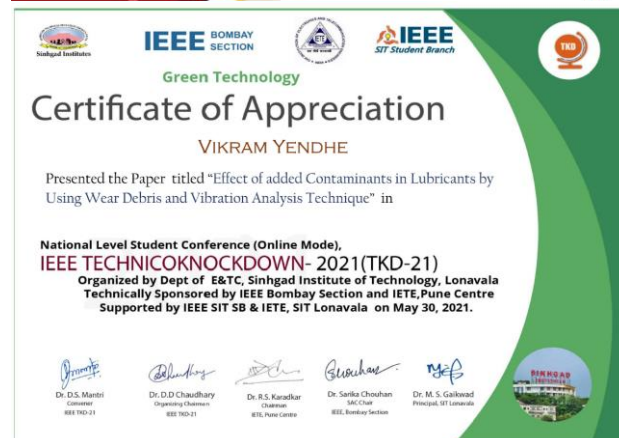 Sinhgad Institutes
IEEE BOMBAY SECTION
IETE
IEEE
SIT Student Branch
TKD
Green Technology
Certificate of Appreciation
VIKRAM YENDHE
Presented the Paper titled “Effect of added Contaminants in Lubricants by
Using Wear Debris and Vibration Analysis Technique” in
National Level Student Conference (Online Mode),
IEEE TECHNICOKNOCKDOWN- 2021(TKD-21)
Organized by Dept of E&TC, Sinhgad Institute of Technology, Lonavala
Technically Sponsored by IEEE Bombay Section and IETE,Pune Centre
Supported by IEEE SIT SB & IETE, SIT Lonavala on May 30, 2021.
Dr. D.S. Mantri
Convener
IEEE TKD-21
Dr. D.D Chaudhary
Organizing Chairman
IEEE TKD-21
Dr. R.S. Karadkar
Chairman
IETE, Pune Centre
Dr. Sarika Chouhan
SAC Chair
IEEE, Bombay Section
Dr. M. S. Gaikwad
Principal, SIT Lonavala
SINHGAD